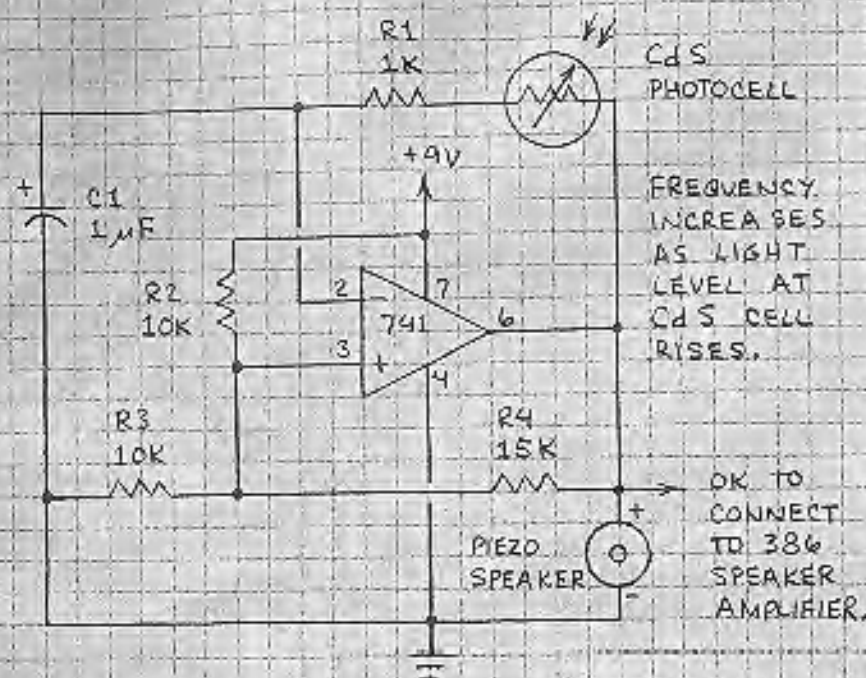 R1
1K
CdS
PHOTOCELL
+9V
+
C1
1µF
FREQUENCY
INCREASES
AS LIGHT
LEVEL AT
CdS CELL
RISES.
R2
10K
2
-
7
741
6
3
+
4
R3
10K
R4
15K
OK TO
CONNECT
TO 386
SPEAKER
AMPLIFIER.
+
PIEZO
SPEAKER
-